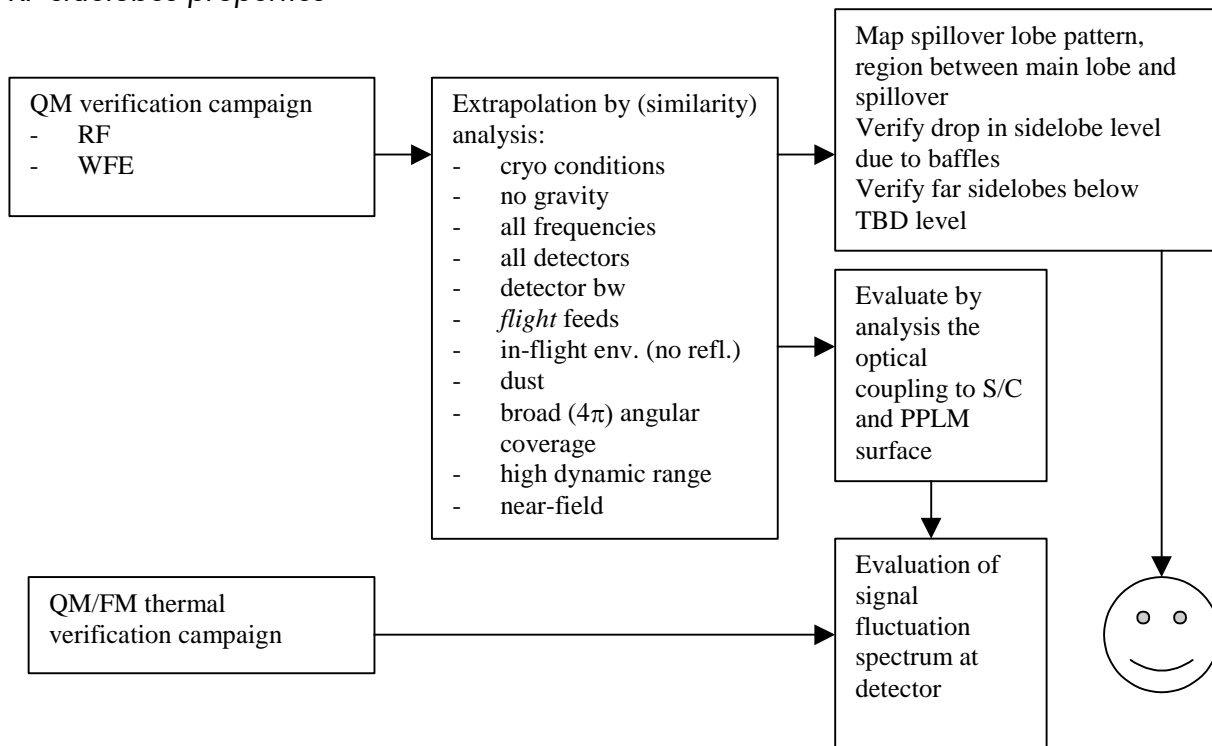 RF sidelobes properties
QM verification campaign
- RF
- WFE
Extrapolation by (similarity)
analysis:
- cryo conditions
- no gravity
- all frequencies
- all detectors
- detector bw
- flight feeds
- in-flight env. (no refl.)
- dust
- broad (4π) angular
coverage
- high dynamic range
- near-field
Map spillover lobe pattern,
region between main lobe and
spillover
Verify drop in sidelobe level
due to baffles
Verify far sidelobes below
TBD level
Evaluate by
analysis the
optical
coupling to S/C
and PPLM
surface
QM/FM thermal
verification campaign
Evaluation of
signal
fluctuation
spectrum at
detector